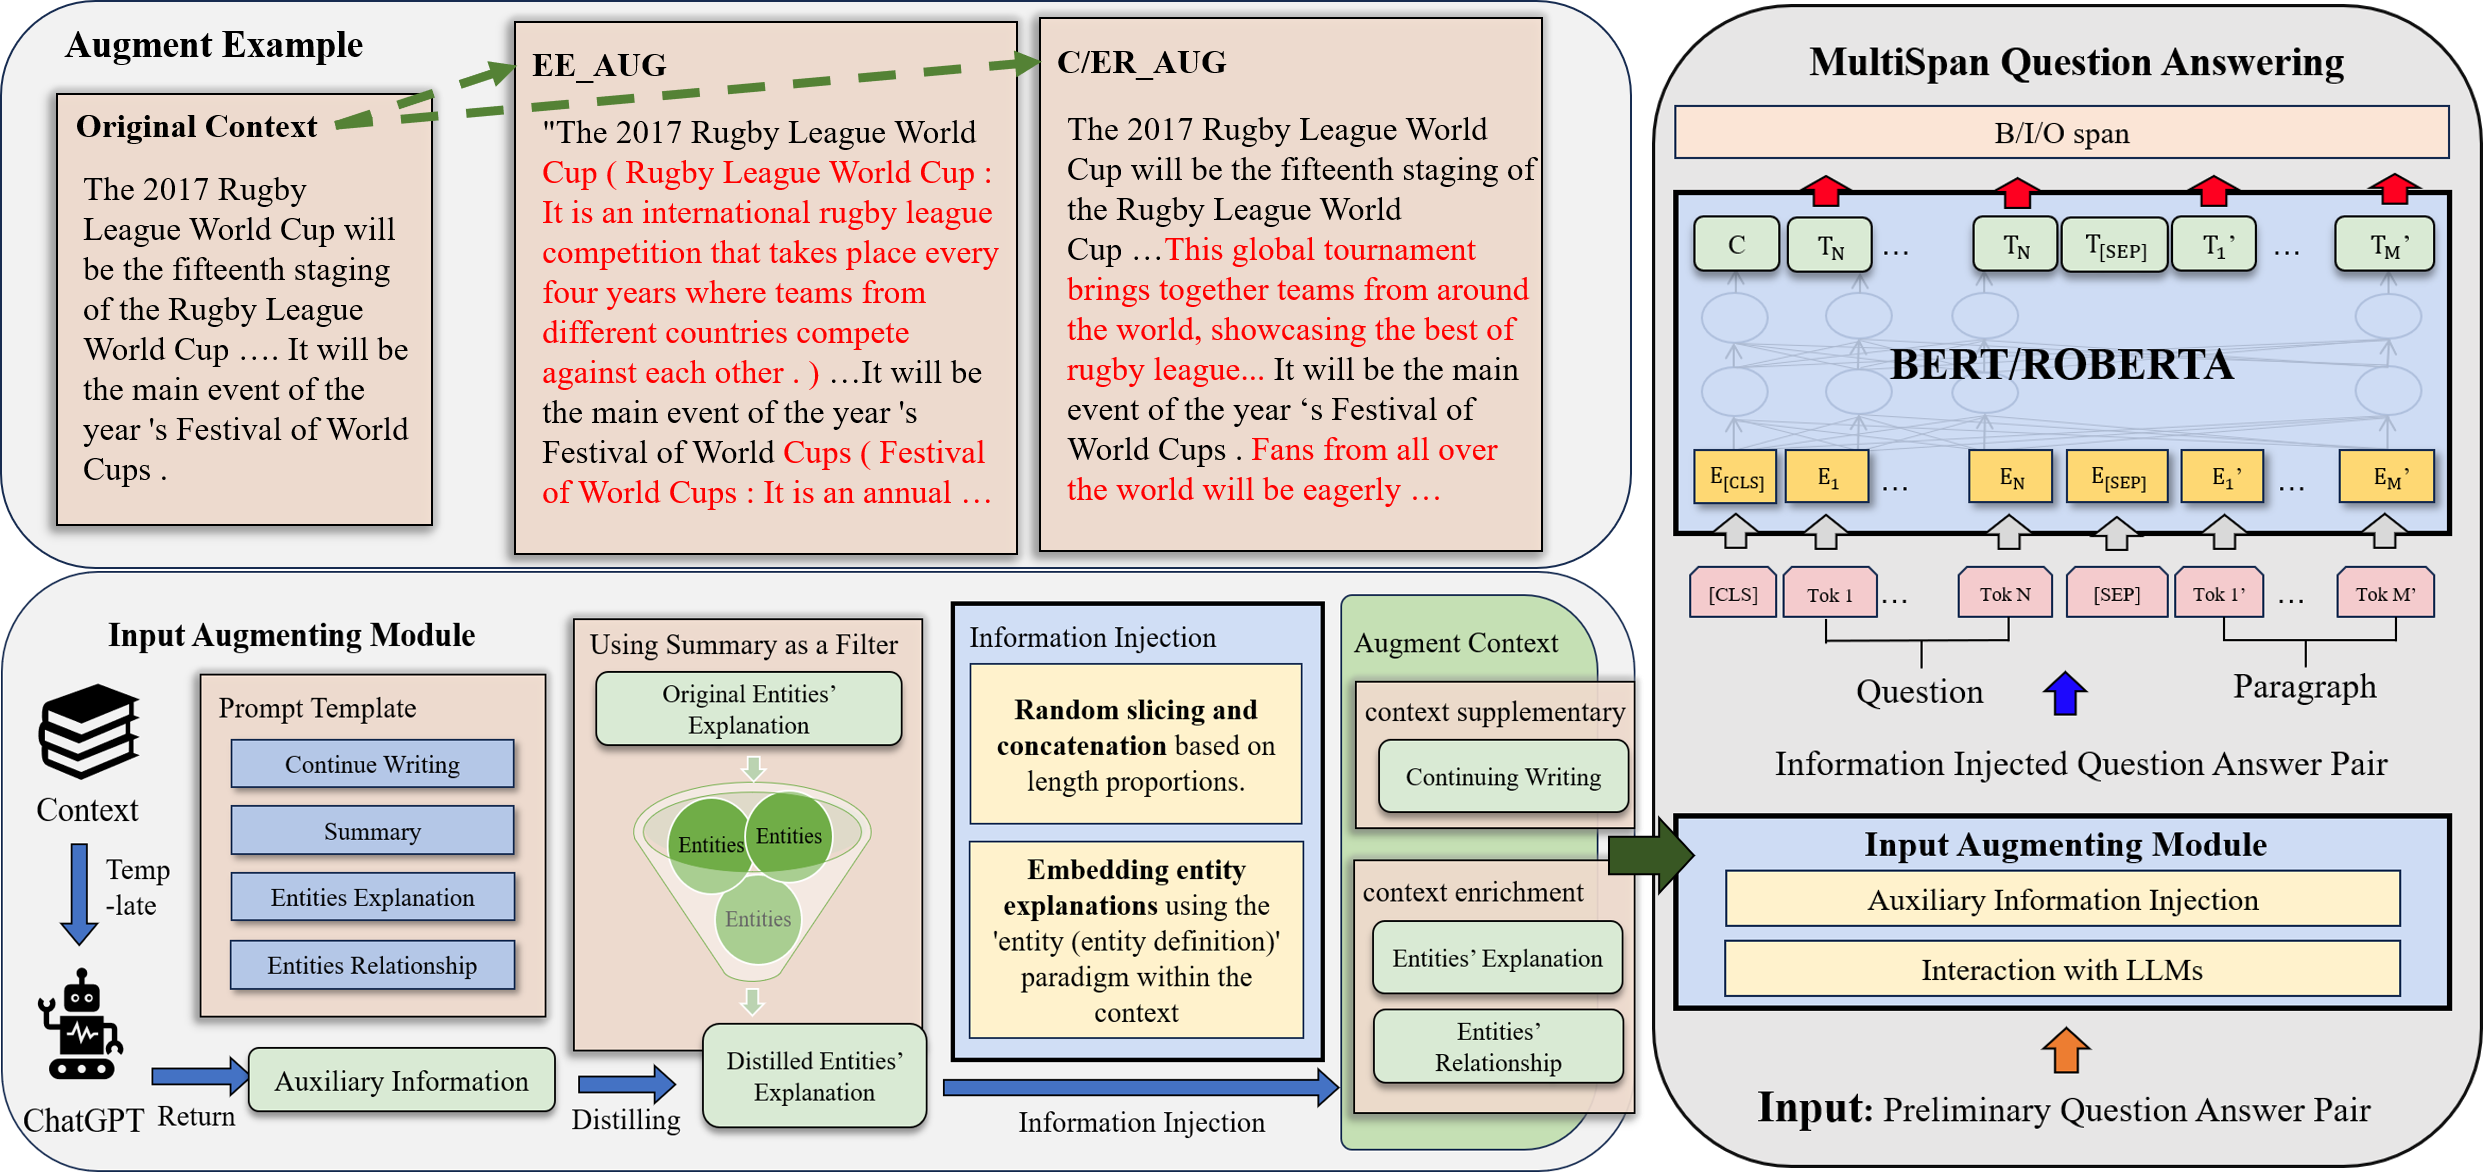 Augment Example
Original Context
The 2017 Rugby
League World Cup will
be the fifteenth staging
of the Rugby League
World Cup …. It will be
the main event of the
year 's Festival of World
Cups .
EE_AUG
"The 2017 Rugby League World
Cup ( Rugby League World Cup :
It is an international rugby league
competition that takes place every
four years where teams from
different countries compete
against each other . ) …It will be
the main event of the year 's
Festival of World Cups ( Festival
of World Cups : It is an annual …
C/ER_AUG
The 2017 Rugby League World
Cup will be the fifteenth staging of
the Rugby League World
Cup …This global tournament
brings together teams from around
the world, showcasing the best of
rugby league... It will be the main
event of the year ‘s Festival of
World Cups . Fans from all over
the world will be eagerly …
Input Augmenting Module
Context
Temp
-late
ChatGPT
Return
Prompt Template
Continue Writing
Summary
Entities Explanation
Entities Relationship
Auxiliary Information
Distilling
Using Summary as a Filter
Original Entities’
Explanation
Entities
Entities
Entities
Distilled Entities’
Explanation
Information Injection
Random slicing and
concatenation based on
length proportions.
Embedding entity
explanations using the
'entity (entity definition)'
paradigm within the
context
Information Injection
Augment Context
context supplementary
Continuing Writing
context enrichment
Entities’ Explanation
Entities’
Relationship
MultiSpan Question Answering
B/I/O span
C TN … TN T[SEP] T1’ … TM’
BERT/ROBERTA
E[CLS] E1 … EN E[SEP] E1’ … EM’
[CLS] Tok 1 … Tok N [SEP] Tok 1’ … Tok M’
Question
Paragraph
Information Injected Question Answer Pair
Input Augmenting Module
Auxiliary Information Injection
Interaction with LLMs
Input: Preliminary Question Answer Pair